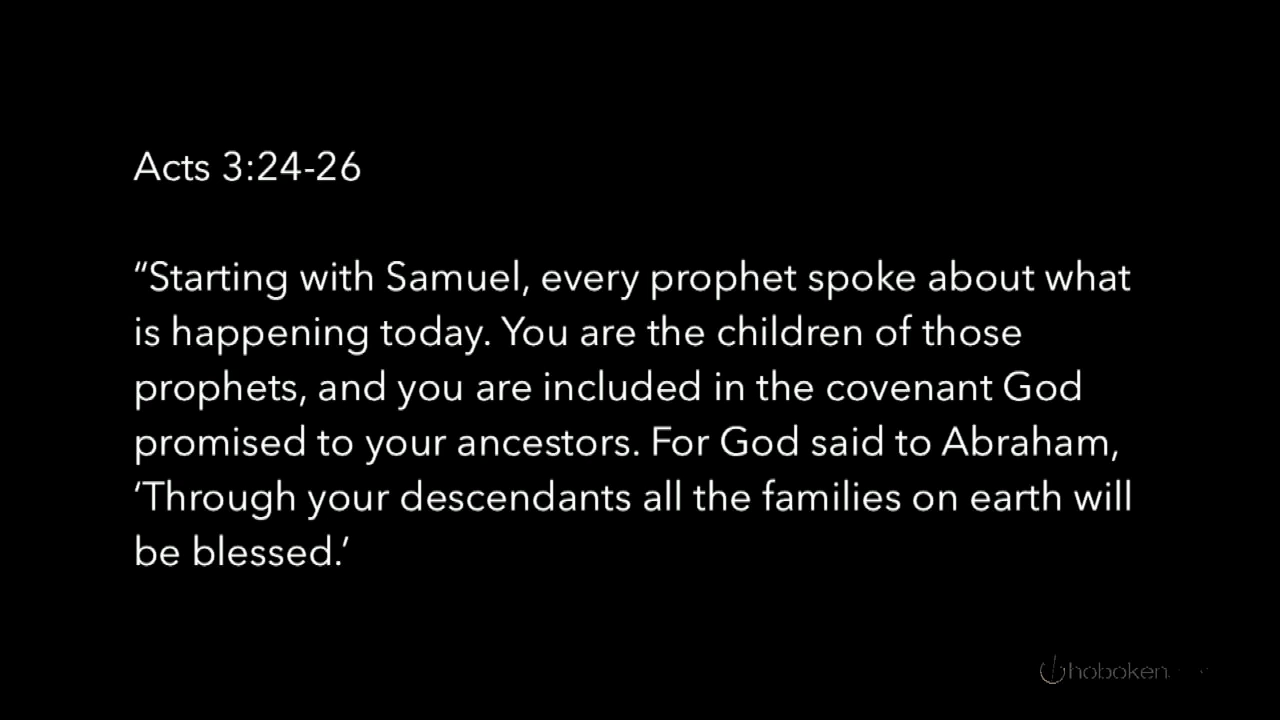 Acts 3:24-26
“Starting with Samuel, every prophet spoke about what
is happening today. You are the children of those
prophets, and you are included in the covenant God
promised to your ancestors. For God said to Abraham,
‘Through your descendants all the families on earth will
be blessed.’
hoboken